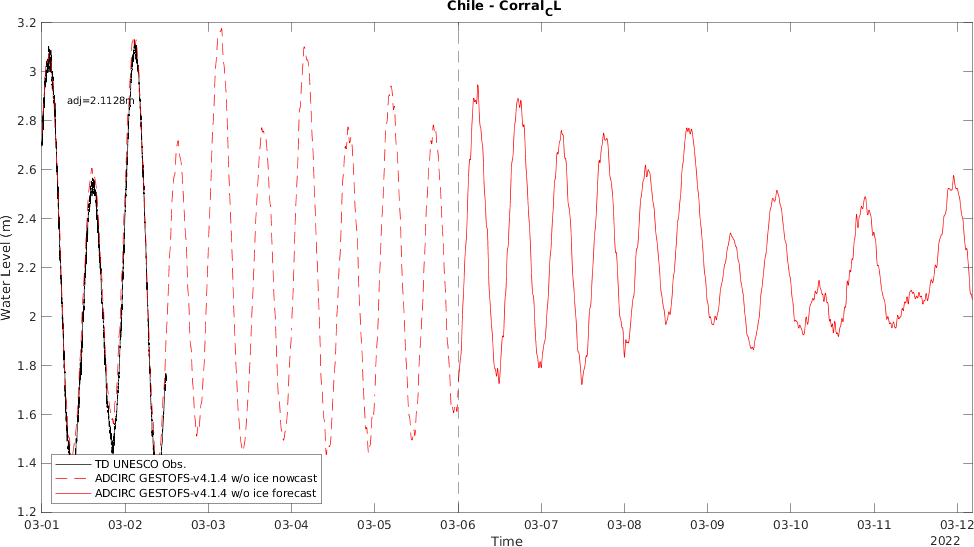 Chile - Corral_CL
3.2
3
2.8
2.6
2.4
2.2
2
1.8
1.6
1.4
1.2
Water Level (m)
adj=2.1128m
TD UNESCO Obs.
ADCIRC GESTOFS-v4.1.4 w/o ice nowcast
ADCIRC GESTOFS-v4.1.4 w/o ice forecast
03-01 03-02 03-03 03-04 03-05 03-06 03-07 03-08 03-09 03-10 03-11 03-12
Time
2022